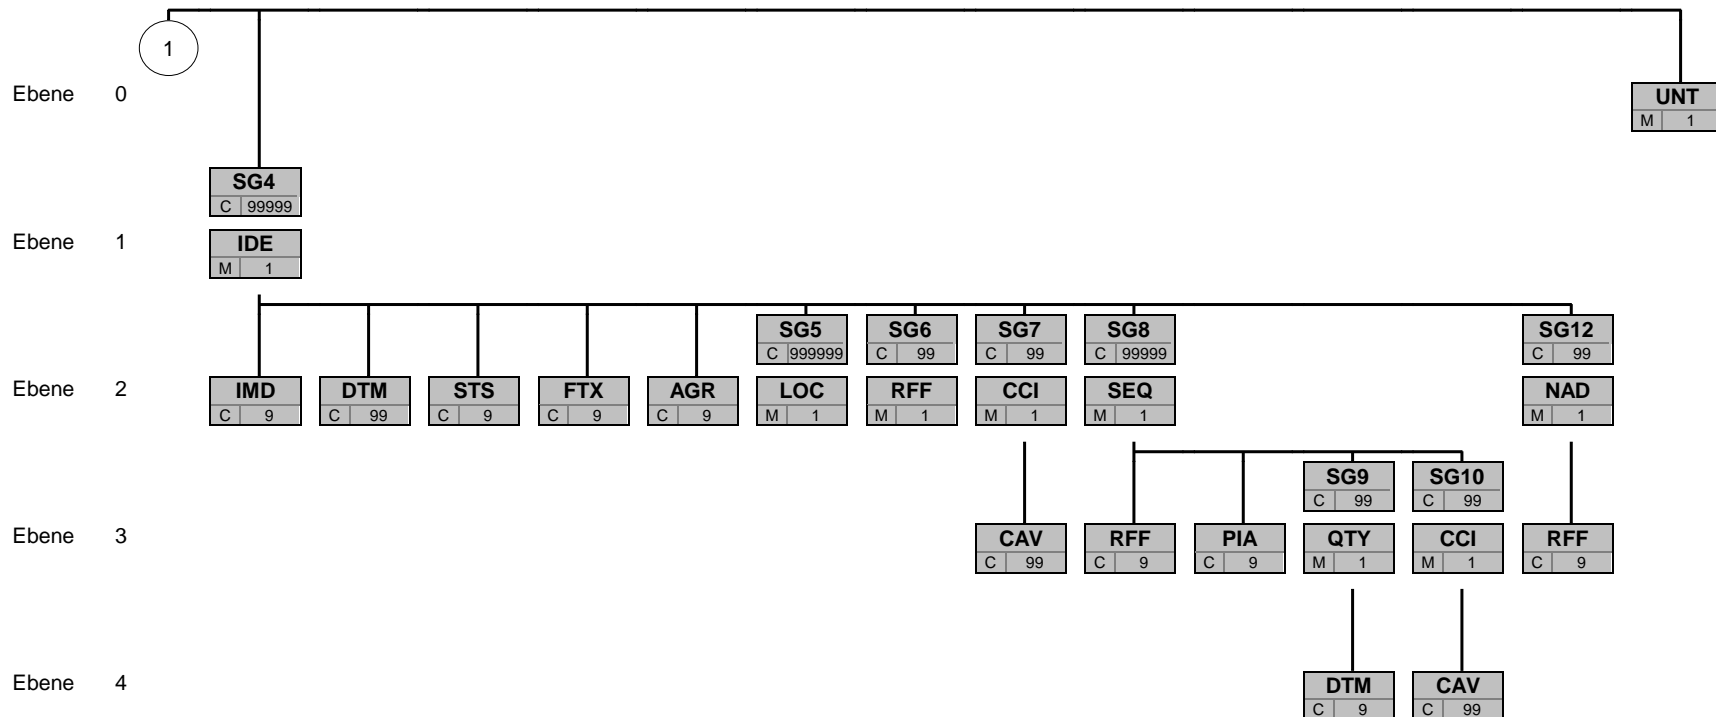 1
Ebene 0
UNT
M 1
SG4
C 99999
Ebene 1
IDE
M 1
SG5 SG6 SG7 SG8 SG12
C 999999 C 99 C 99 C 99999 C 99
Ebene 2
IMD DTM STS FTX AGR LOC RFF CCI SEQ NAD
C 9 C 99 C 9 C 9 C 9 M 1 M 1 M 1 M 1 M 1
SG9 SG10
C 99 C 99
Ebene 3
CAV RFF PIA QTY CCI RFF
C 99 C 9 C 9 M 1 M 1 C 9
Ebene 4
DTM CAV
C 9 C 99